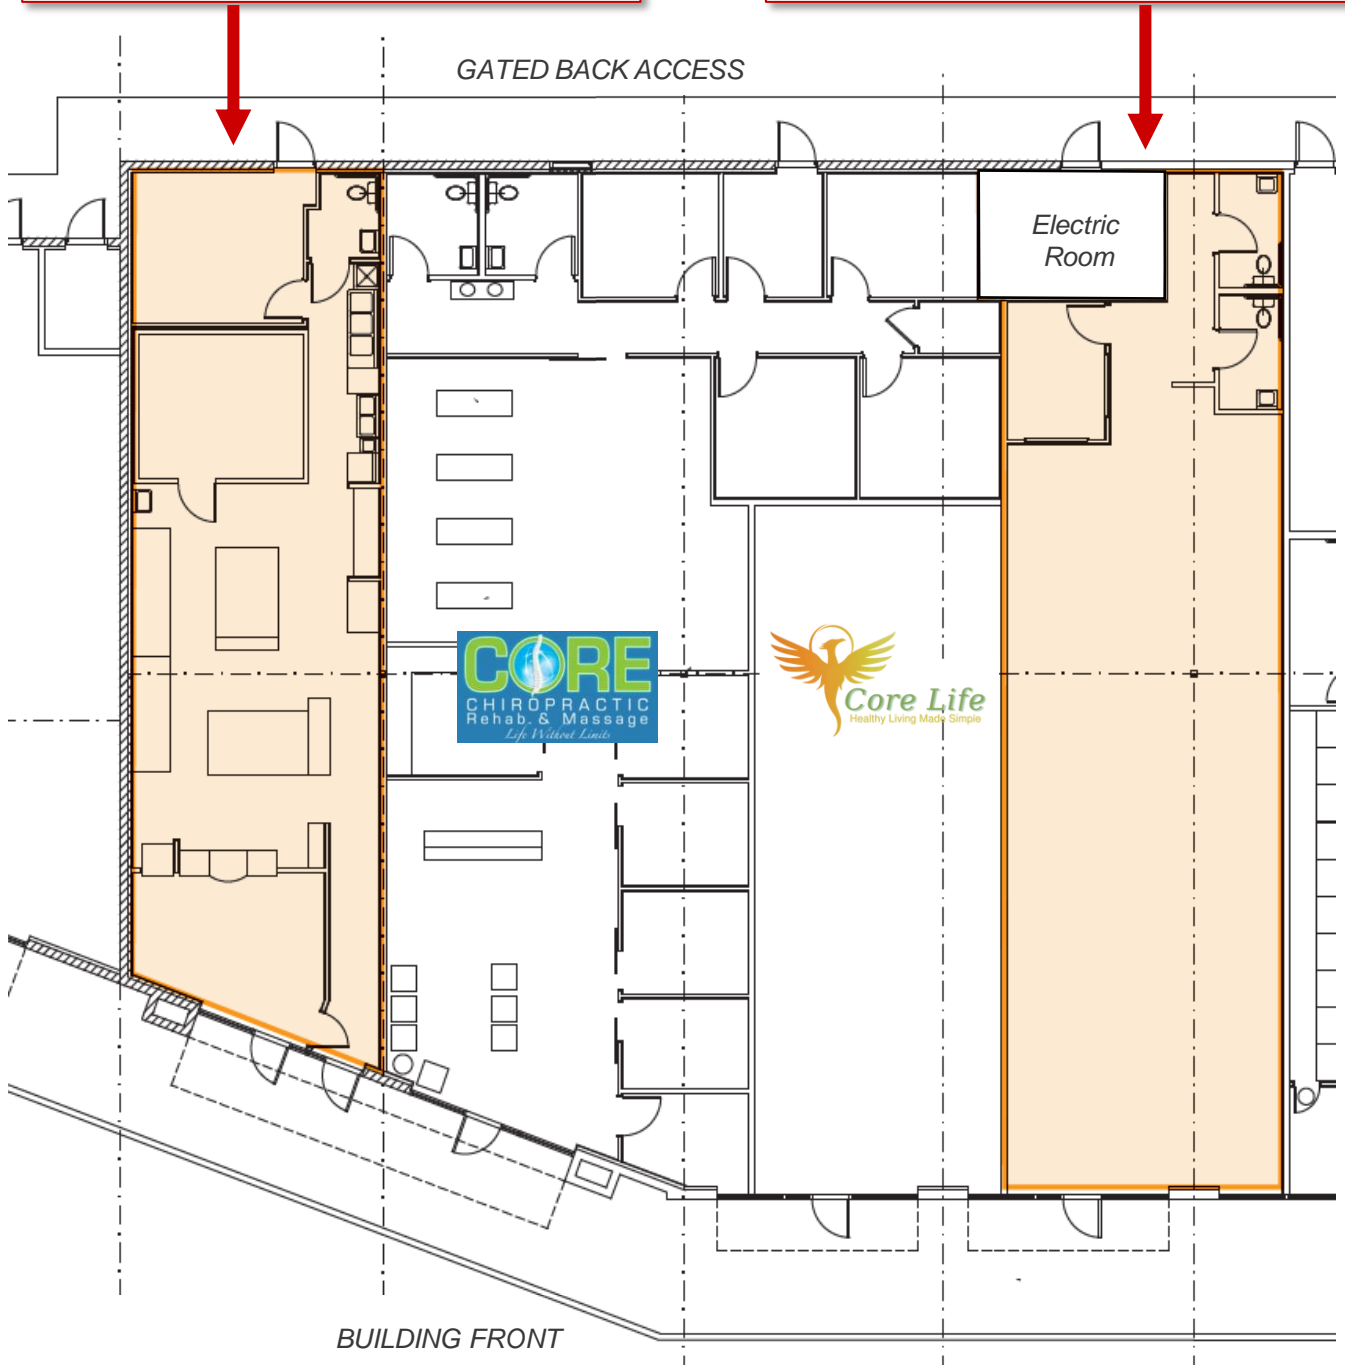 GATED BACK ACCESS
Electric
Room
CORE
CHIROPRACTIC
Rehab. & Massage
Life Without Limits
Core Life
Healthy Living Made Simple
BUILDING FRONT